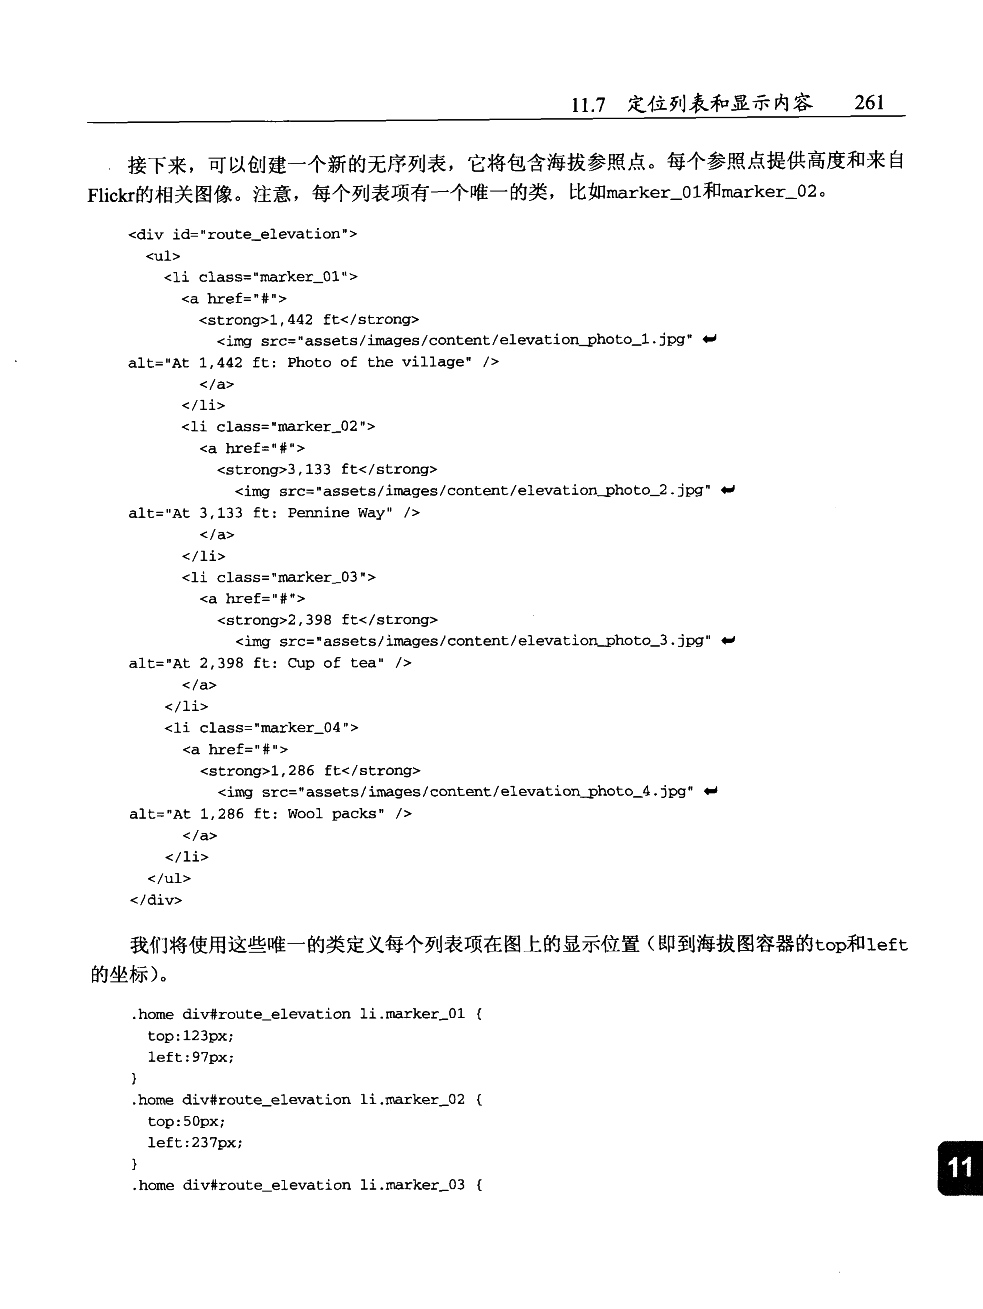 11.7 定位列表和显示内容 261
接下来，可以创建一个新的无序列表，它将包含海拔参照点。每个参照点提供高度和来自
Flickr的相关图像。注意，每个列表项有一个唯一的类，比如marker_01和marker_02。
<div id="route_elevation">
<ul>
<li class="marker_01">
<a href="#">
<strong>1,442 ft</strong>
<img src="assets/images/content/elevation_photo_1.jpg" ↵
alt="At 1,442 ft: Photo of the village" />
</a>
</li>
<li class="marker_02">
<a href="#">
<strong>3,133 ft</strong>
<img src="assets/images/content/elevation_photo_2.jpg" ↵
alt="At 3,133 ft: Pennine Way" />
</a>
</li>
<li class="marker_03">
<a href="#">
<strong>2,398 ft</strong>
<img src="assets/images/content/elevation_photo_3.jpg" ↵
alt="At 2,398 ft: Cup of tea" />
</a>
</li>
<li class="marker_04">
<a href="#">
<strong>1,286 ft</strong>
<img src="assets/images/content/elevation_photo_4.jpg" ↵
alt="At 1,286 ft: Wool packs" />
</a>
</li>
</ul>
</div>
我们将使用这些唯一的类定义每个列表项在图上的显示位置（即到海拔图容器的top和left
的坐标）。
.home div#route_elevation li.marker_01 {
top:123px;
left:97px;
}
.home div#route_elevation li.marker_02 {
top:50px;
left:237px;
}
.home div#route_elevation li.marker_03 {
11